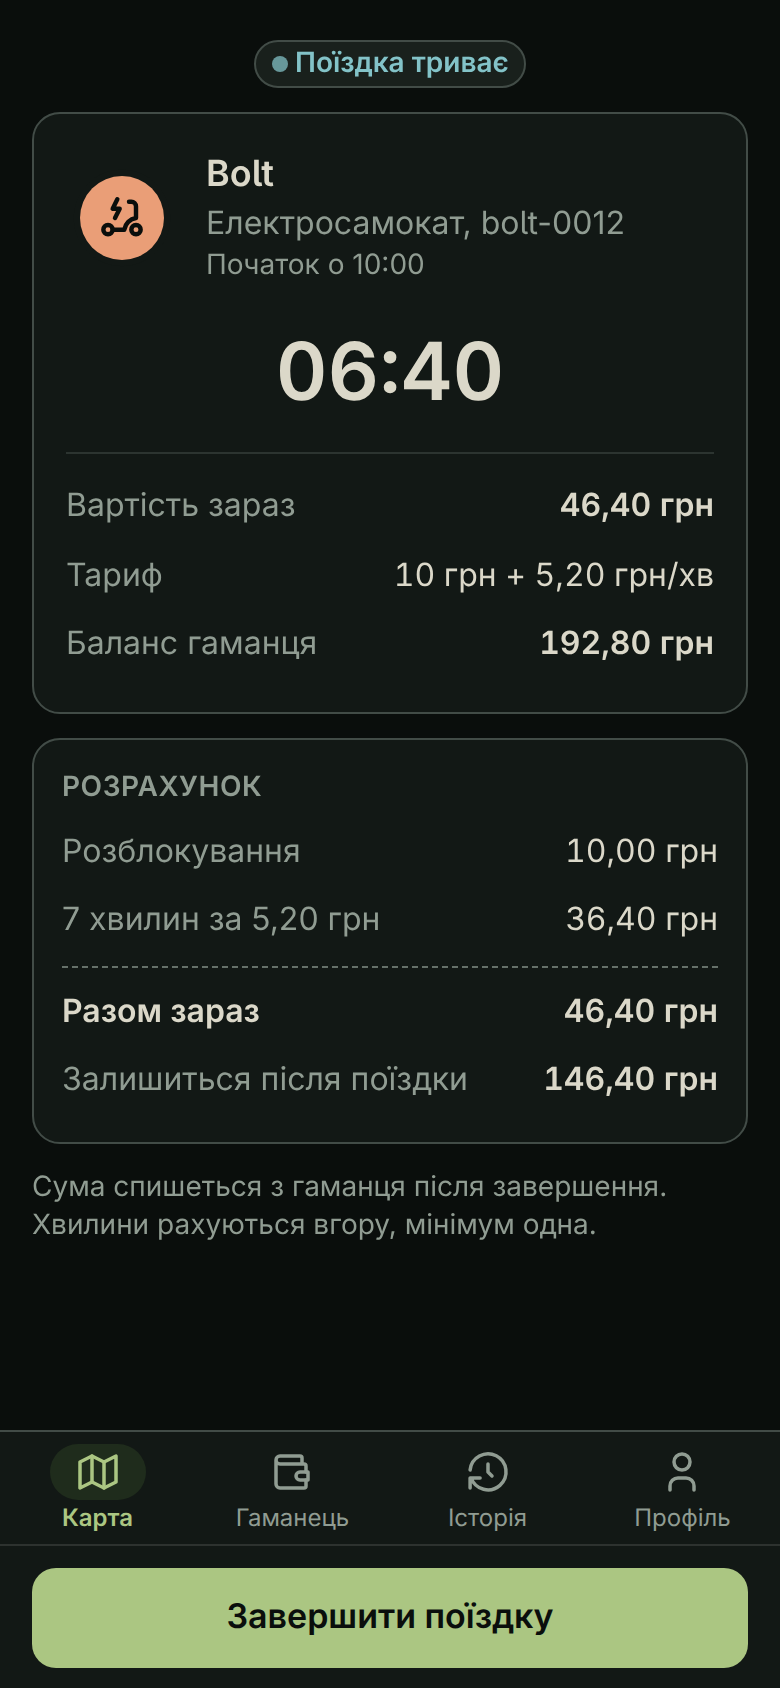 Поїздка триває
Bolt
Електросамокат, bolt-0012
Початок о 10:00
06:40
Вартість зараз 46,40 грн
Тариф 10 грн + 5,20 грн/хв
Баланс гаманця 192,80 грн
РОЗРАХУНОК
Розблокування 10,00 грн
7 хвилин за 5,20 грн 36,40 грн
Разом зараз 46,40 грн
Залишиться після поїздки 146,40 грн
Сума спишеться з гаманця після завершення.
Хвилини рахуються вгору, мінімум одна.
Карта Гаманець Історія Профіль
Завершити поїздку